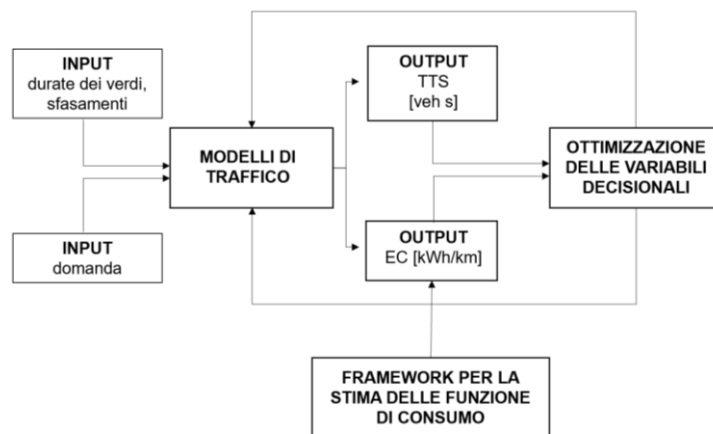 INPUT
durate dei verdi,
sfasamenti
INPUT
domanda
MODELLI DI
TRAFFICO
OUTPUT
TTS
[veh s]
OUTPUT
EC [kWh/km]
OTTIMIZZAZIONE
DELLE VARIABILI
DECISIONALI
FRAMEWORK PER LA
STIMA DELLE FUNZIONE
DI CONSUMO